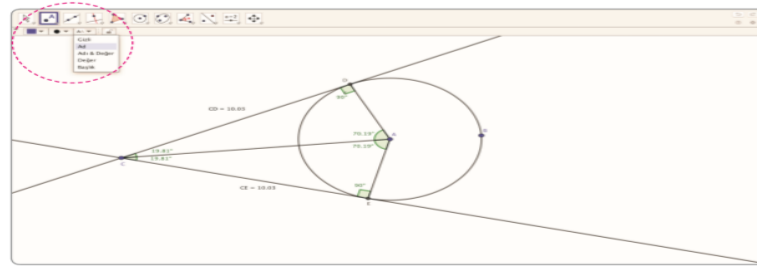 Gizli
Ad
Adı & Değer
Değer
Başlık
D
90°
CD = 10.03
70.19°
A
B
19.81°
70.19°
19.81°
C
90°
CE = 10.03
E